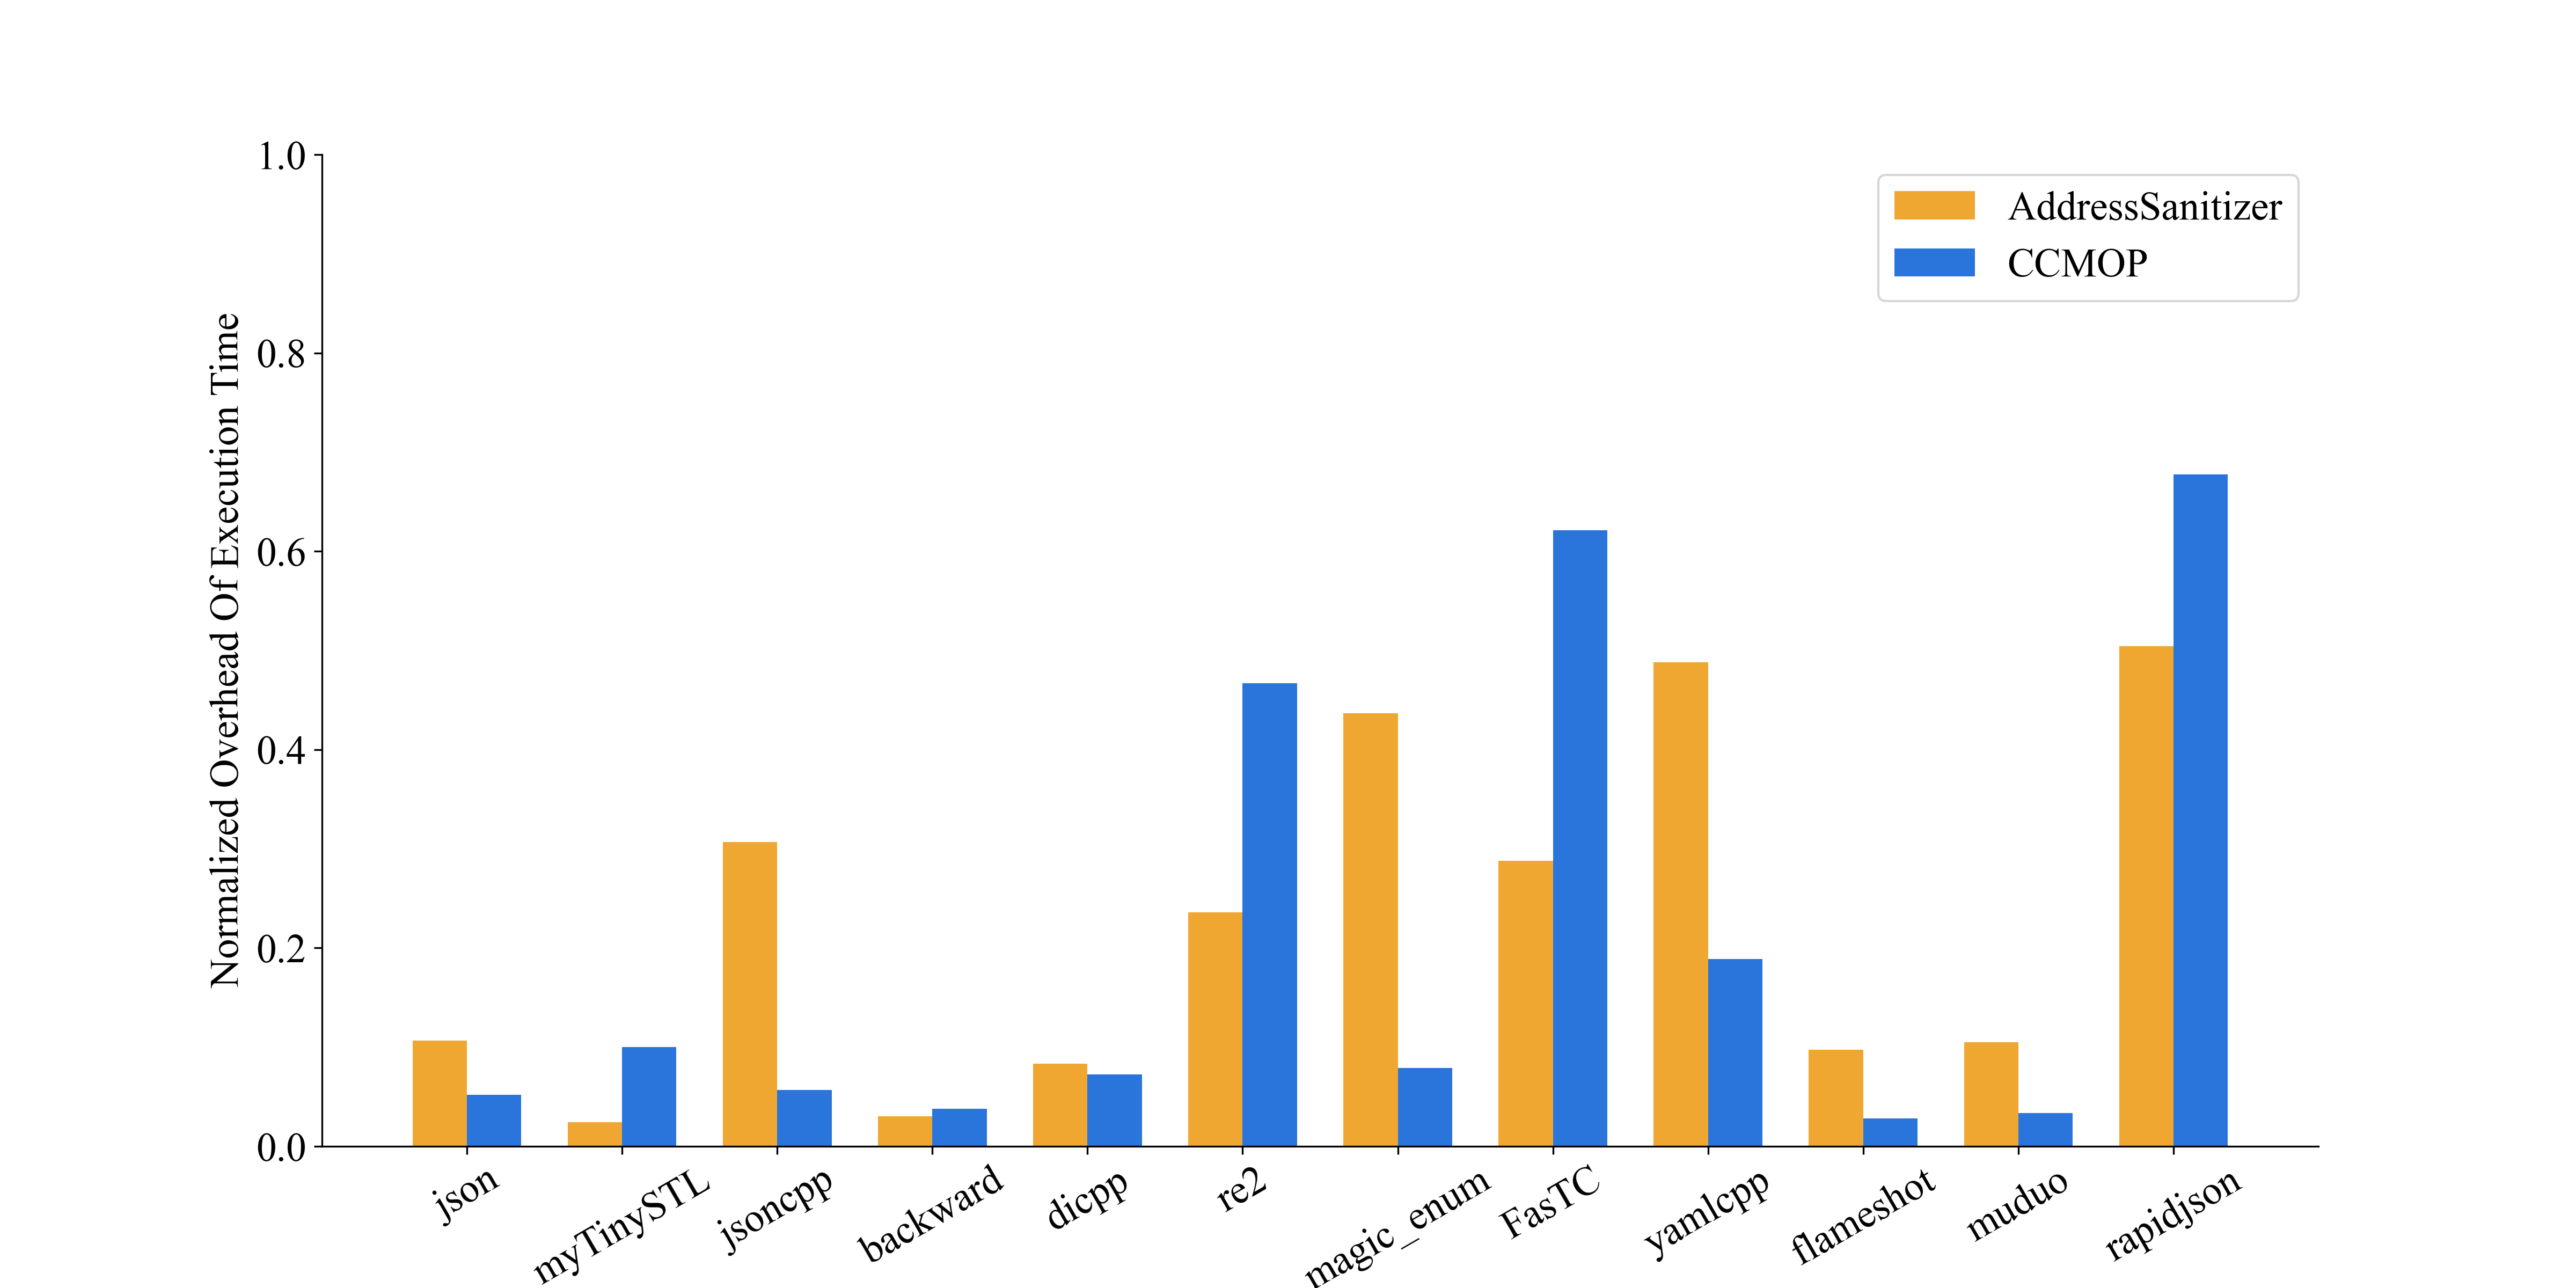 1.0
0.8
0.6
0.4
0.2
0.0
Normalized Overhead Of Execution Time
AddressSanitizer
CCMOP
json
myTinySTL
jsoncpp
backward
dicpp
re2
magic_enum
FasTC
yamlcpp
flameshot
muduo
rapidjson